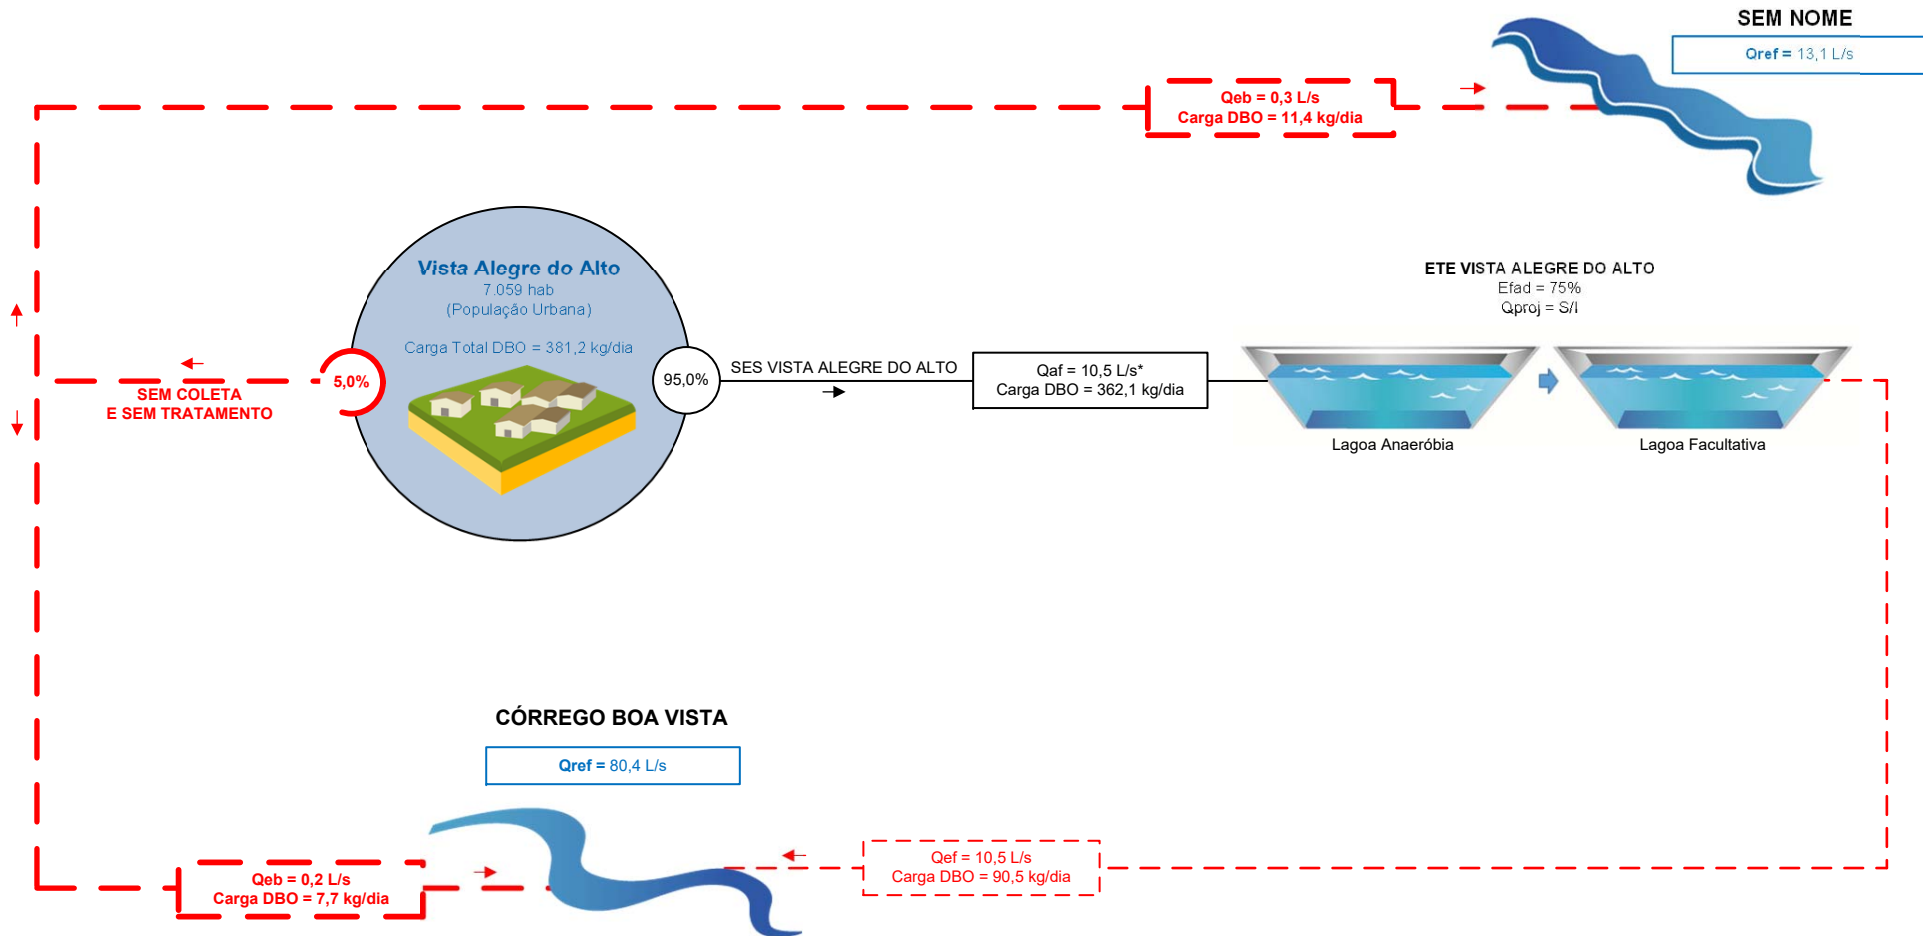 SEM NOME
Qref = 13,1 L/s
Qeb = 0,3 L/s
Carga DBO = 11,4 kg/dia
Vista Alegre do Alto
7.059 hab
(População Urbana)
Carga Total DBO = 381,2 kg/dia
5,0%
95,0%
SEM COLETA
E SEM TRATAMENTO
SES VISTA ALEGRE DO ALTO
Qaf = 10,5 L/s*
Carga DBO = 362,1 kg/dia
ETE VISTA ALEGRE DO ALTO
Efad = 75%
Qproj = S/I
Lagoa Anaeróbia
Lagoa Facultativa
CÓRREGO BOA VISTA
Qref = 80,4 L/s
Qeb = 0,2 L/s
Carga DBO = 7,7 kg/dia
Qef = 10,5 L/s
Carga DBO = 90,5 kg/dia